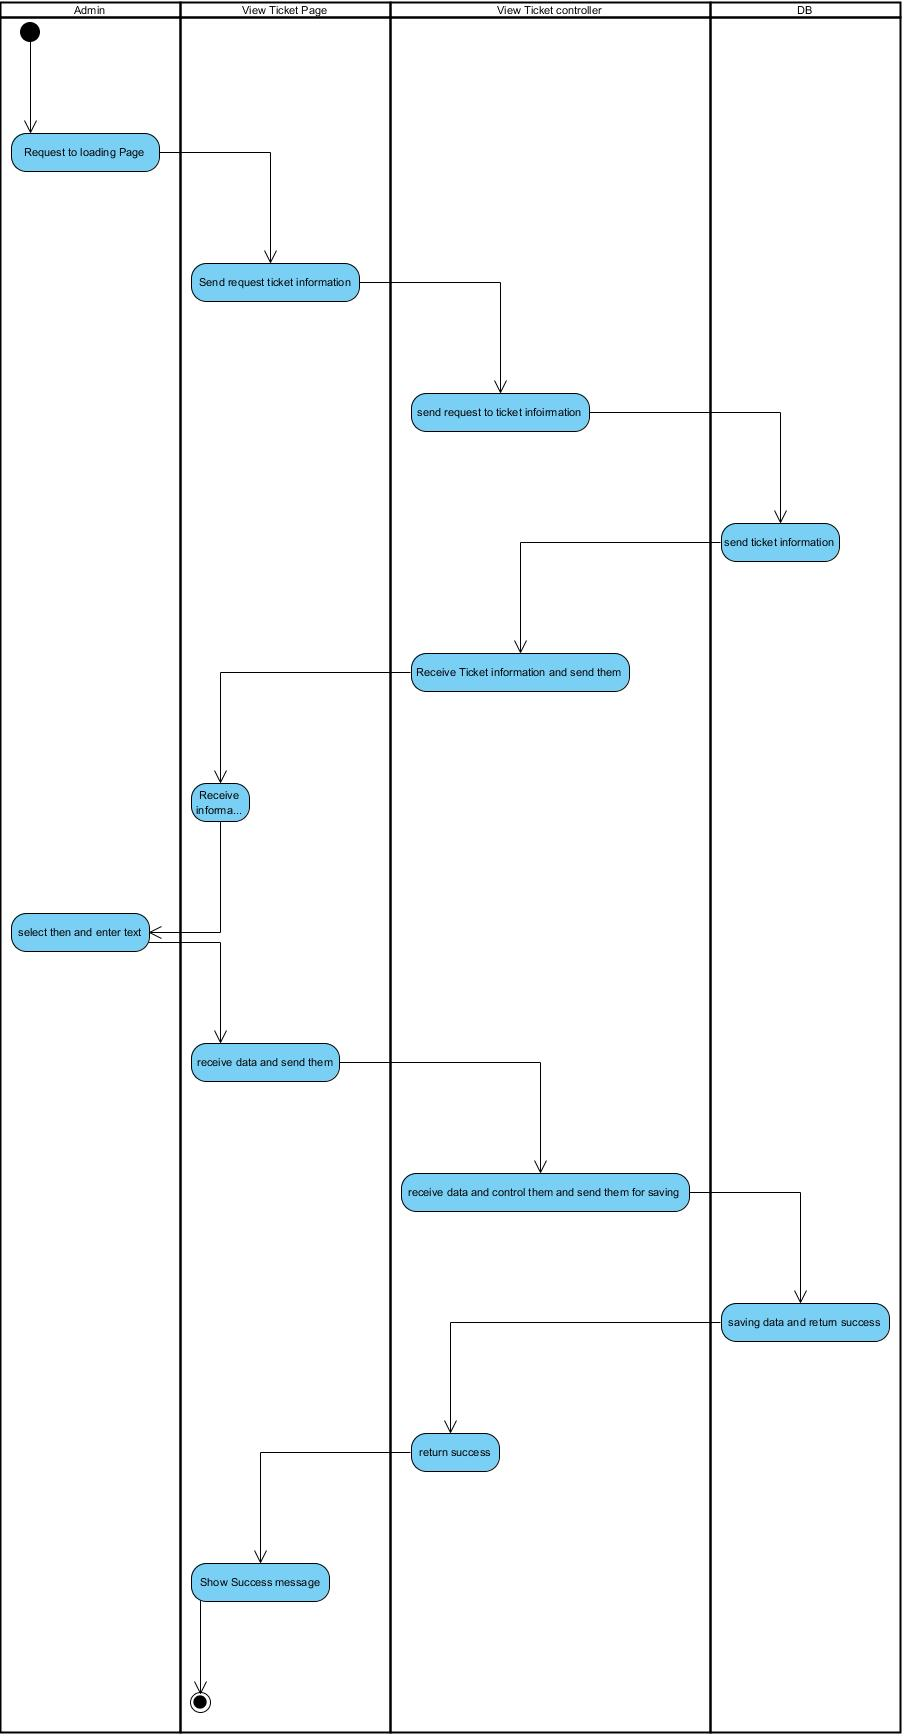 Admin
View Ticket Page
View Ticket controller
DB
Request to loading Page
Send request ticket information
send request to ticket infoirmation
send ticket information
Receive Ticket information and send them
Receive
informa...
select then and enter text
receive data and send them
receive data and control them and send them for saving
saving data and return success
return success
Show Success message